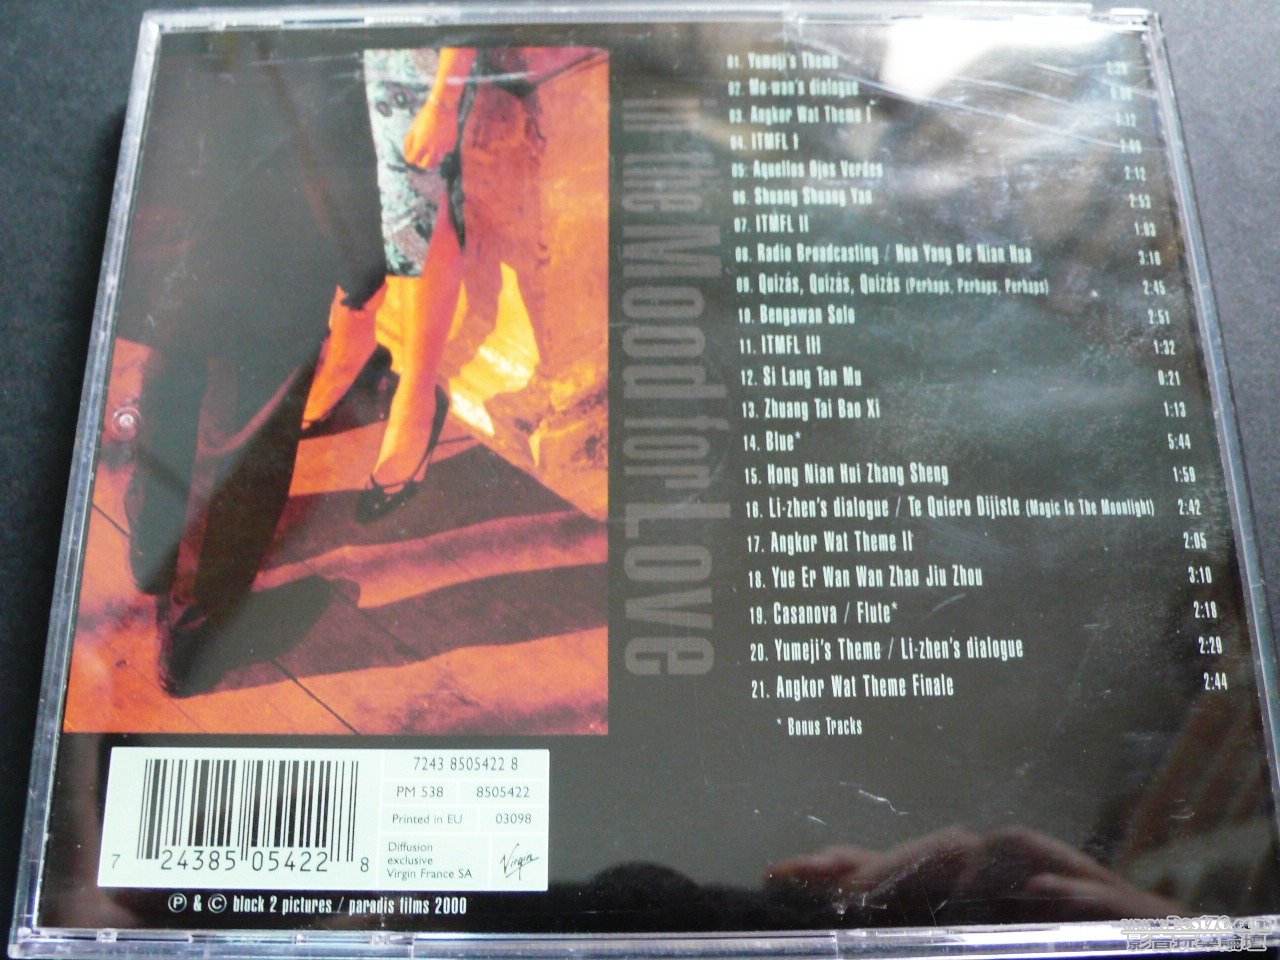 in the Mood for Love
01. Yumeji's Theme
02. Mo-wan's dialogue
03. Angkor Wat Theme I 1:12
04. ITMFL I 2:06
05. Aquellos Ojos Verdes 2:12
06. Shuang Shuang Yan 2:53
07. ITMFL II 1:03
08. Radio Broadcasting / Hua Yang De Nian Hua 3:18
09. Quizás, Quizás, Quizás (Perhaps, Perhaps, Perhaps) 2:45
10. Bengawan Solo 2:51
11. ITMFL III 1:32
12. Si Lang Tan Mu 0:21
13. Zhuang Tai Bao Xi 1:13
14. Blue* 5:44
15. Hong Nian Hui Zhang Sheng 1:59
16. Li-zhen's dialogue / Te Quiero Dijiste (Magic Is The Moonlight) 2:42
17. Angkor Wat Theme II 2:05
18. Yue Er Wan Wan Zhao Jiu Zhou 3:10
19. Casanova / Flute* 2:18
20. Yumeji's Theme / Li-zhen's dialogue 2:29
21. Angkor Wat Theme Finale 2:44
* Bonus Tracks
7243 8505422 8
PM 538 8505422
Printed in EU 03098
Diffusion
exclusive
Virgin France SA
Virgin
7 24385 05422 8
℗ & © block 2 pictures / paradis films 2000
影音玩樂論壇